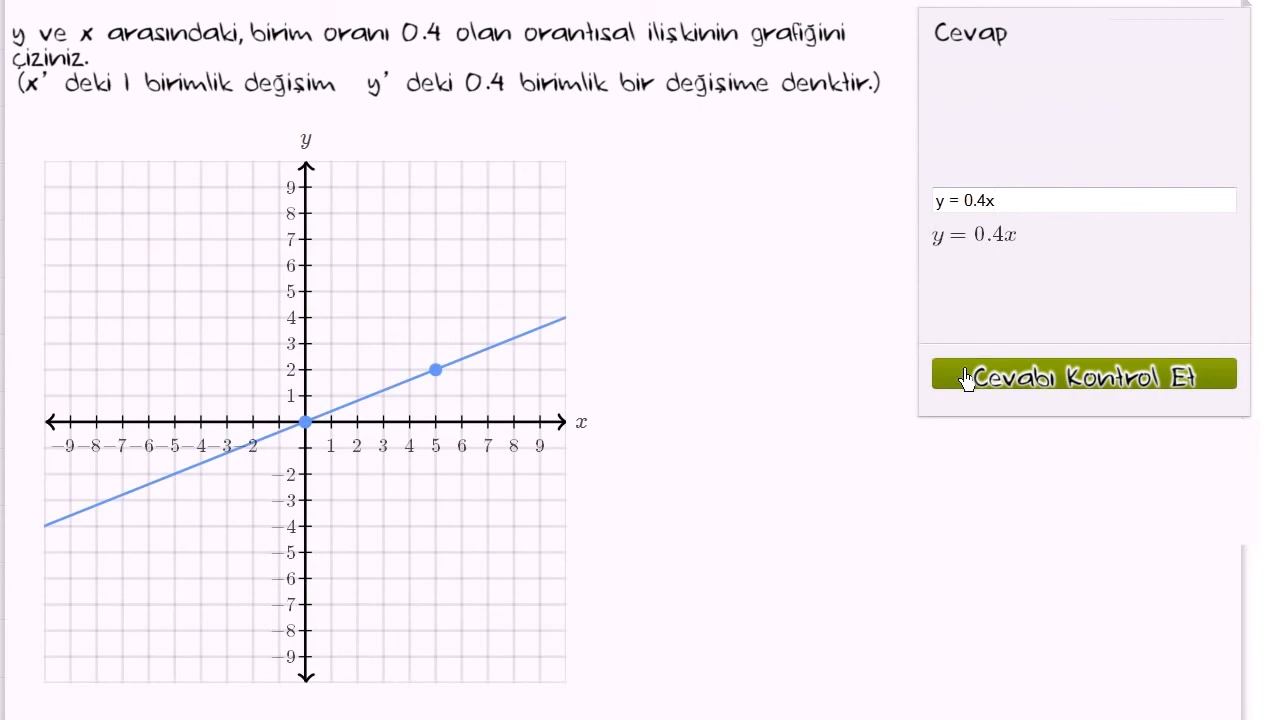 y ve x arasındaki, birim oranı 0.4 olan orantısal ilişkinin grafiğini
çiziniz.
(x' deki 1 birimlik değişim y' deki 0.4 birimlik bir değişime denktir.)
Cevap
y = 0.4x
y = 0.4x
Cevabı Kontrol Et
y
9
8
7
6
5
4
3
2
1
x
−9 −8 −7 −6 −5 −4 −3 −2 1 2 3 4 5 6 7 8 9
−2
−3
−4
−5
−6
−7
−8
−9